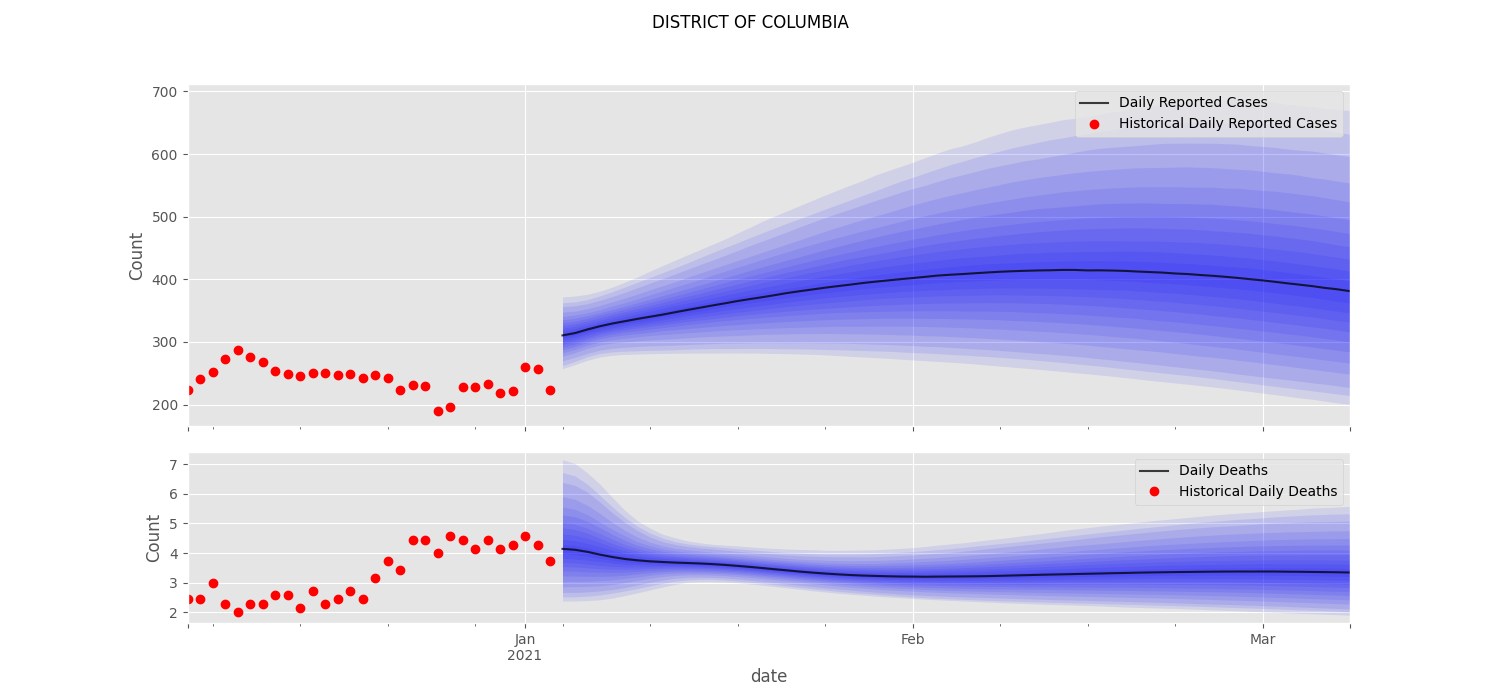 DISTRICT OF COLUMBIA
Daily Reported Cases
Historical Daily Reported Cases
Count
700
600
500
400
300
200
Daily Deaths
Historical Daily Deaths
Count
7
6
5
4
3
2
Jan
2021
Feb
Mar
date